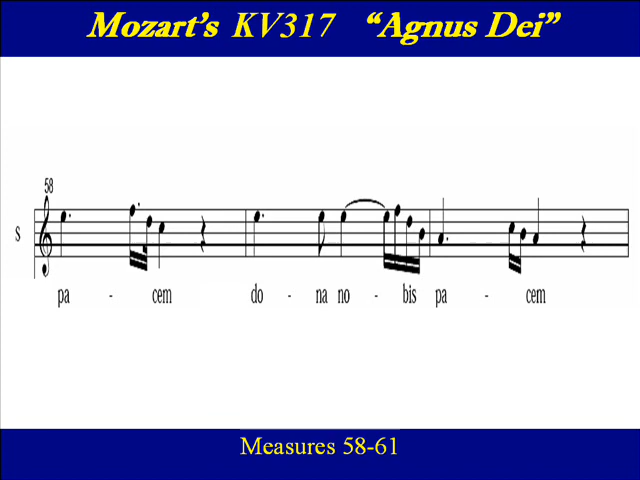 Mozart's KV317 “Agnus Dei”
58
S
pa - cem do - na no - bis pa - cem
Measures 58-61